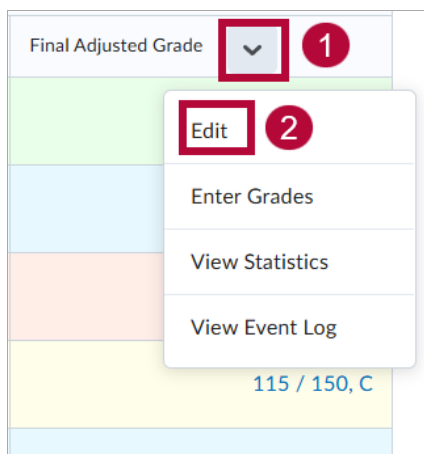 Final Adjusted Grade 1
Edit 2
Enter Grades
View Statistics
View Event Log
115 / 150, C